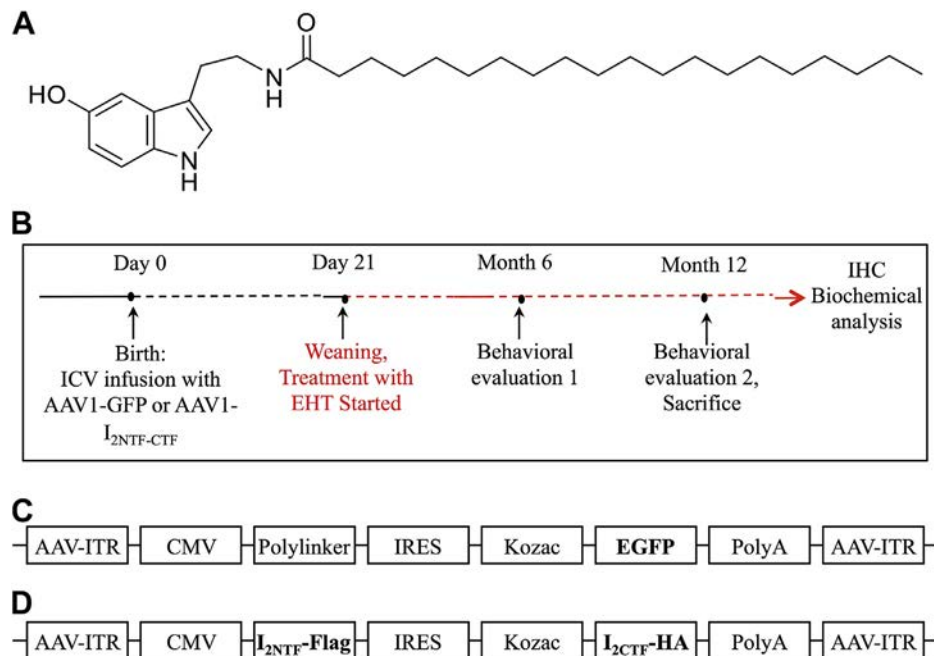 A
O
HO
N
H
N
H
B
Day 0
Day 21
Month 6
Month 12
IHC
Biochemical
analysis
Birth:
ICV infusion with
AAV1-GFP or AAV1-
I2NTF-CTF
Weaning,
Treatment with
EHT Started
Behavioral
evaluation 1
Behavioral
evaluation 2,
Sacrifice
C
AAV-ITR CMV Polylinker IRES Kozac EGFP PolyA AAV-ITR
D
AAV-ITR CMV I2NTF-Flag IRES Kozac I2CTF-HA PolyA AAV-ITR